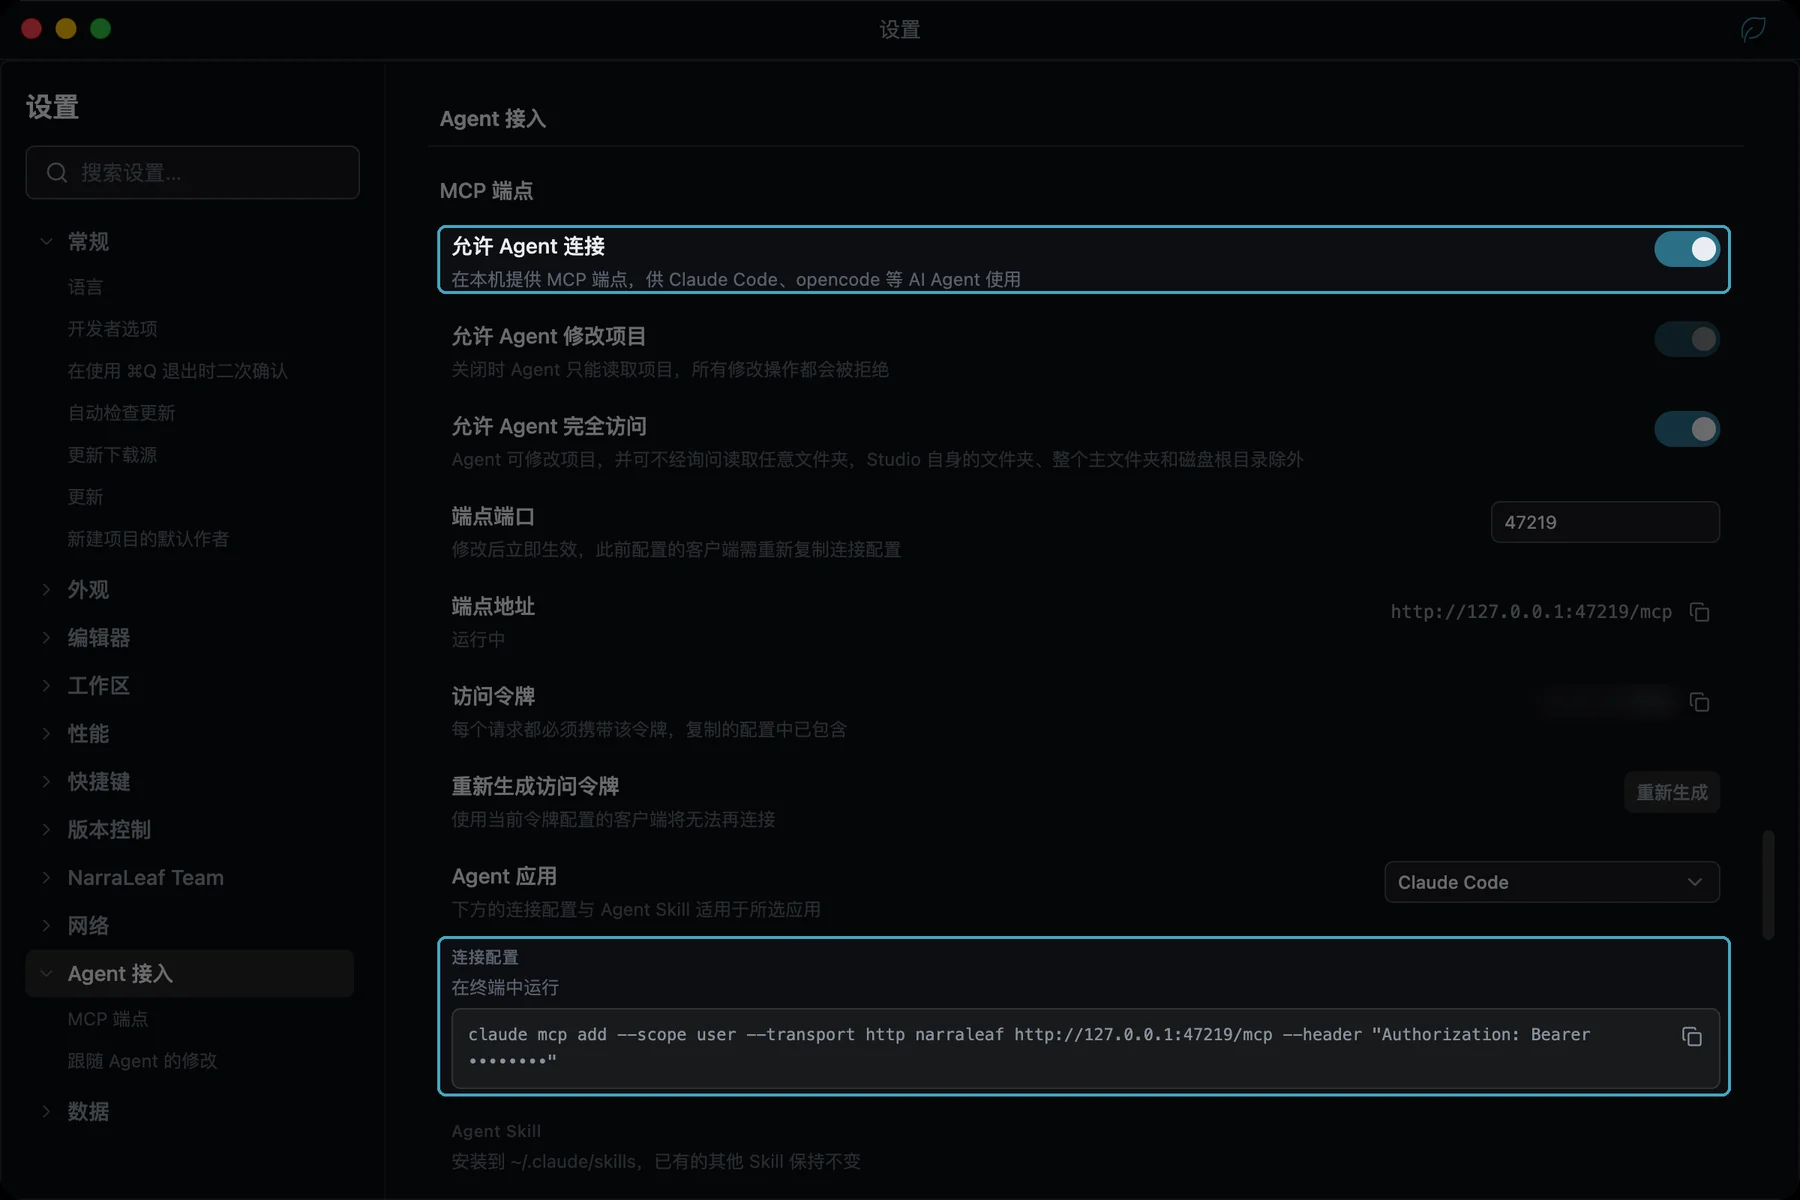 设置
设置
搜索设置...
常规
语言
开发者选项
在使用 ⌘Q 退出时二次确认
自动检查更新
更新下载源
更新
新建项目的默认作者
外观
编辑器
工作区
性能
快捷键
版本控制
NarraLeaf Team
网络
Agent 接入
MCP 端点
跟随 Agent 的修改
数据
Agent 接入
MCP 端点
允许 Agent 连接
在本机提供 MCP 端点，供 Claude Code、opencode 等 AI Agent 使用
允许 Agent 修改项目
关闭时 Agent 只能读取项目，所有修改操作都会被拒绝
允许 Agent 完全访问
Agent 可修改项目，并可不经询问读取任意文件夹，Studio 自身的文件夹、整个主文件夹和磁盘根目录除外
端点端口
47219
修改后立即生效，此前配置的客户端需重新复制连接配置
端点地址
http://127.0.0.1:47219/mcp
运行中
访问令牌
每个请求都必须携带该令牌，复制的配置中已包含
重新生成访问令牌
重新生成
使用当前令牌配置的客户端将无法再连接
Agent 应用
Claude Code
下方的连接配置与 Agent Skill 适用于所选应用
连接配置
在终端中运行
claude mcp add --scope user --transport http narraleaf http://127.0.0.1:47219/mcp --header "Authorization: Bearer
••••••••"
Agent Skill
安装到 ~/.claude/skills，已有的其他 Skill 保持不变